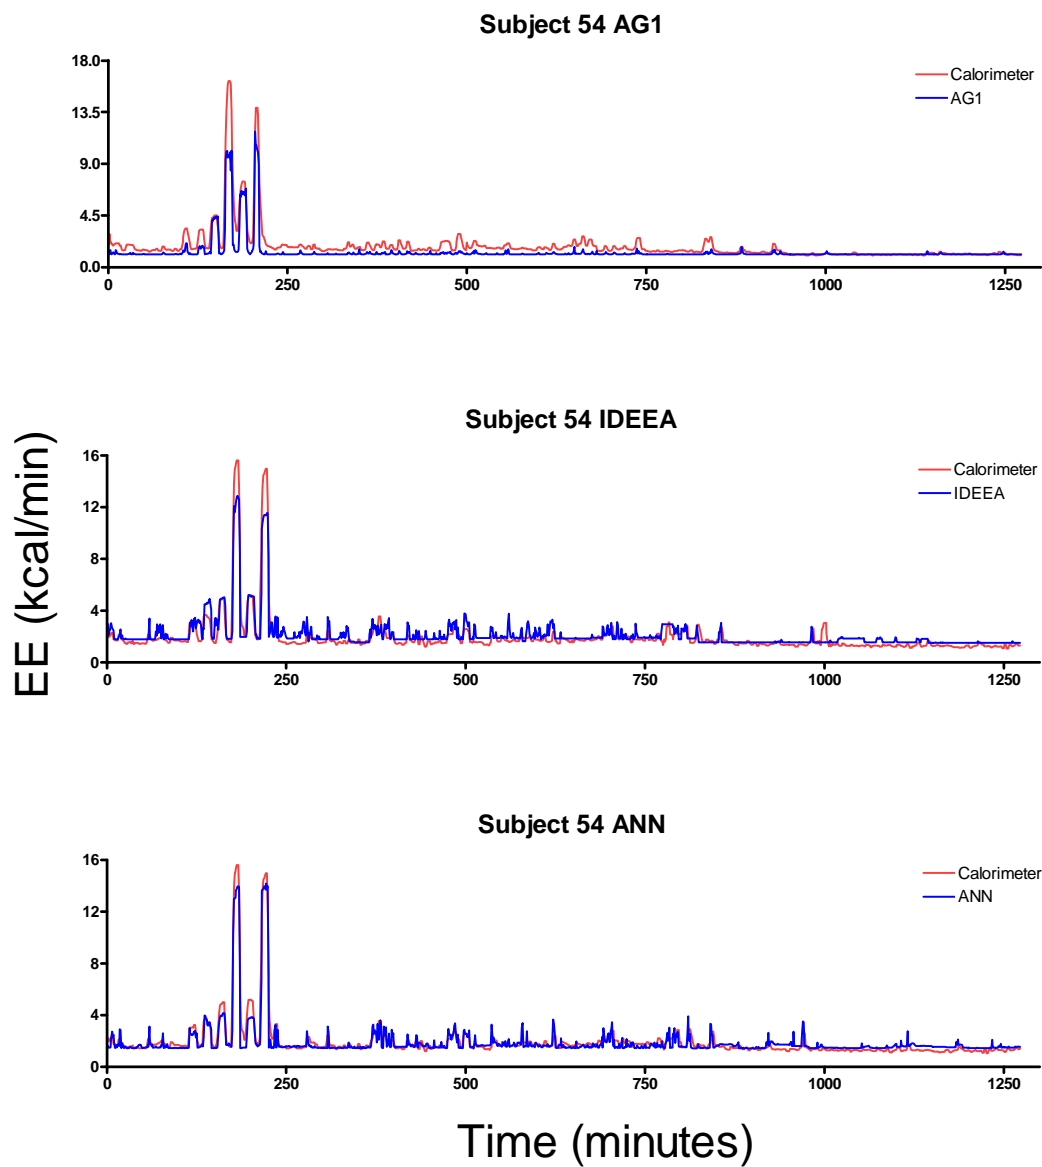 Subject 54 AG1
18.0
13.5
9.0
4.5
0.0
0 250 500 750 1000 1250
Calorimeter
AG1
Subject 54 IDEEA
EE (kcal/min)
16
12
8
4
0
0 250 500 750 1000 1250
Calorimeter
IDEEA
Subject 54 ANN
16
12
8
4
0
0 250 500 750 1000 1250
Calorimeter
ANN
Time (minutes)